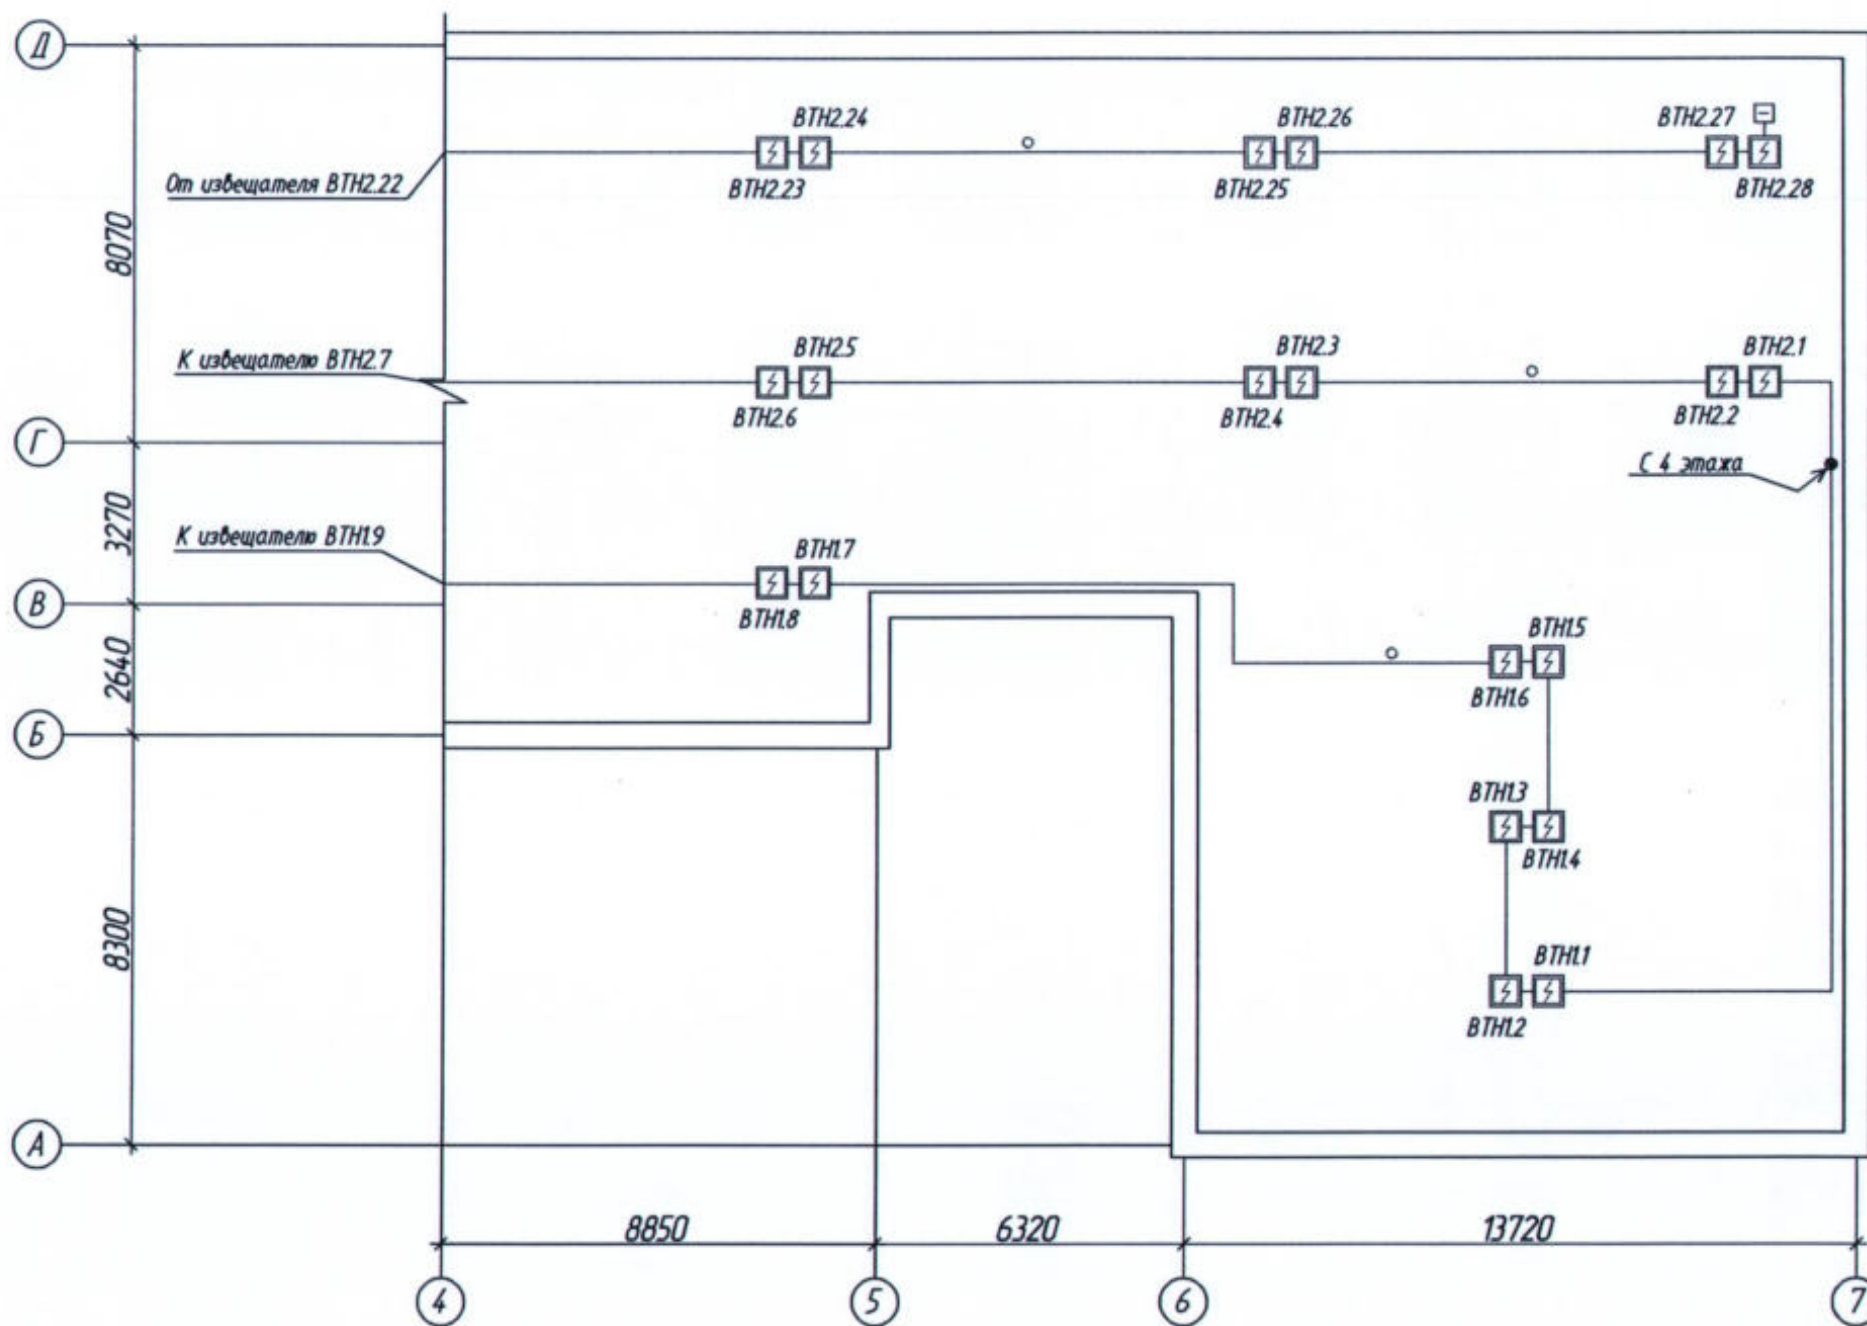 Д
ВТН2.24
ВТН2.26
ВТН2.27
От извещателя ВТН2.22
ВТН2.23
ВТН2.25
ВТН2.28
8070
К извещателю ВТН2.7
ВТН2.5
ВТН2.3
ВТН2.1
ВТН2.6
ВТН2.4
ВТН2.2
Г
С 4 этажа
3270
К извещателю ВТН1.9
ВТН1.7
В
ВТН1.8
ВТН1.5
2640
ВТН1.6
Б
ВТН1.3
ВТН1.4
8300
ВТН1.1
ВТН1.2
А
8850
6320
13720
4
5
6
7